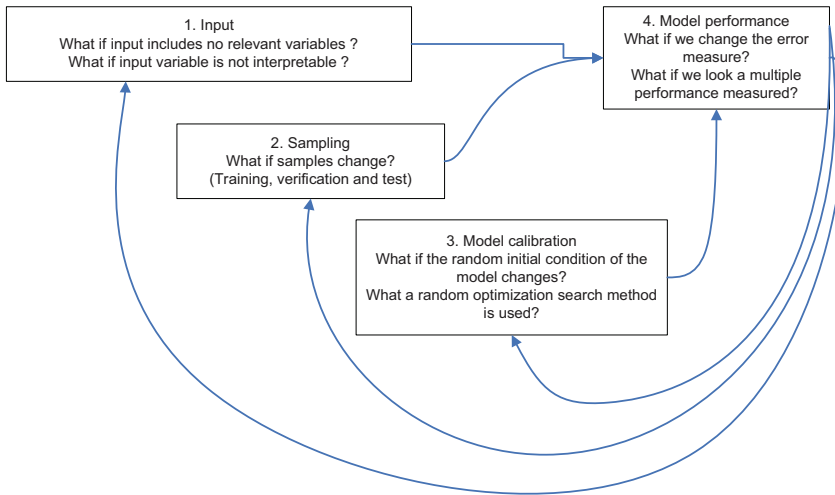 1. Input
What if input includes no relevant variables ?
What if input variable is not interpretable ?
4. Model performance
What if we change the error
measure?
What if we look a multiple
performance measured?
2. Sampling
What if samples change?
(Training, verification and test)
3. Model calibration
What if the random initial condition of the
model changes?
What a random optimization search method
is used?